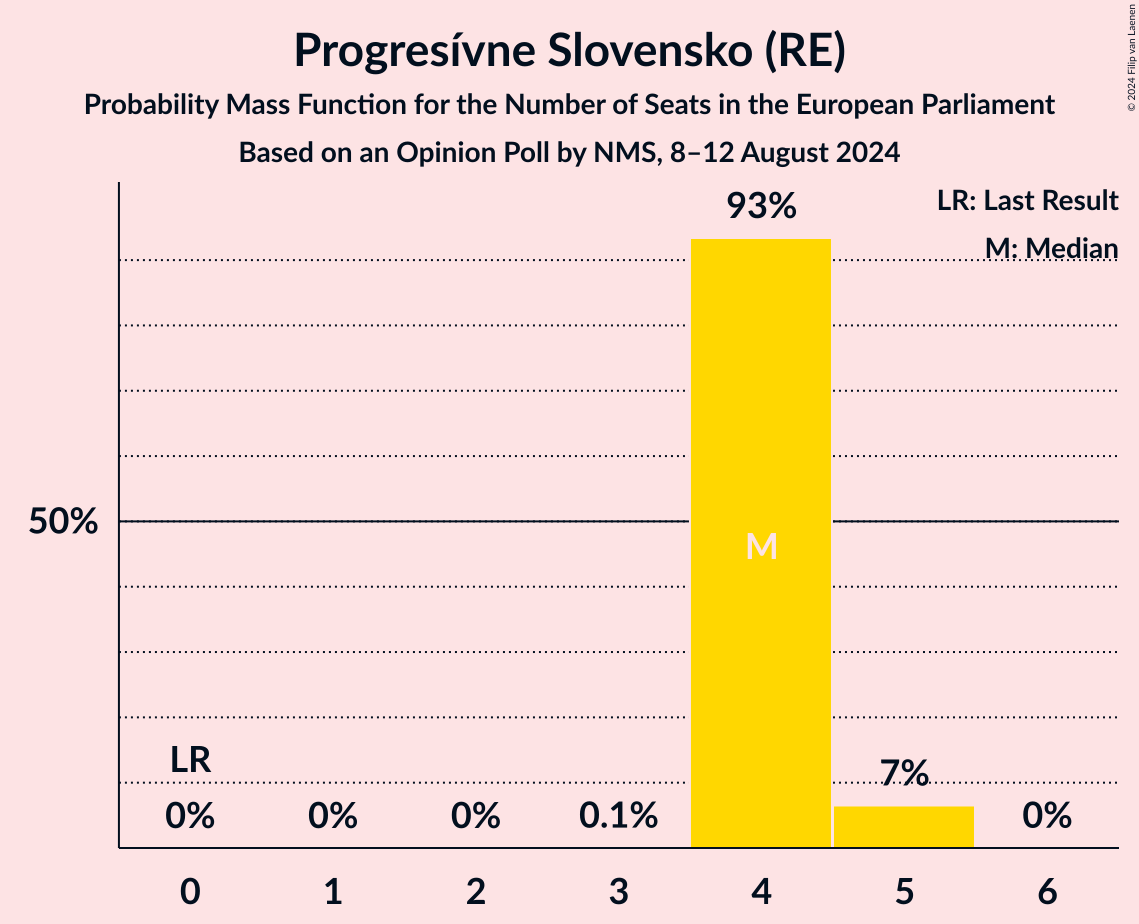 Progresívne Slovensko (RE)
Probability Mass Function for the Number of Seats in the European Parliament
Based on an Opinion Poll by NMS, 8–12 August 2024
© 2024 Filip van Laenen
LR: Last Result
M: Median
93%
50%
M
LR
7%
0% 0% 0% 0.1% 0%
0 1 2 3 4 5 6